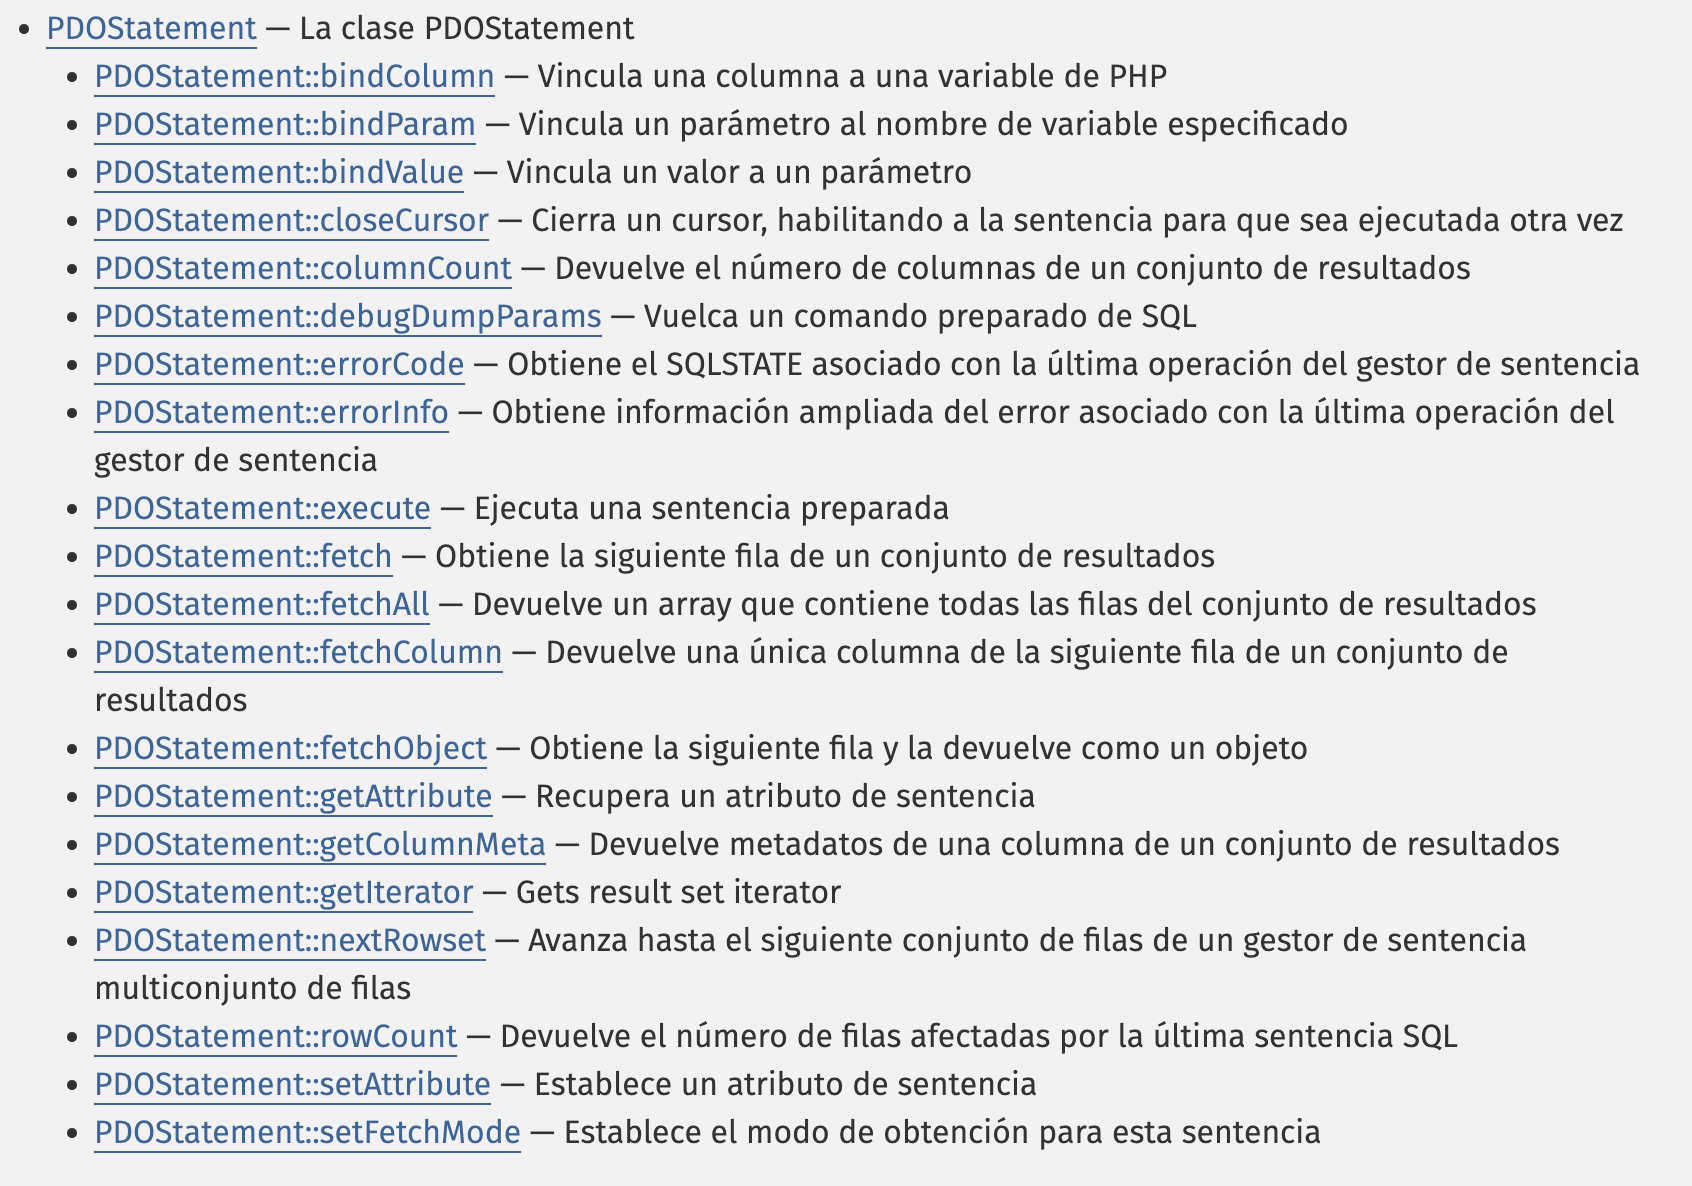 • PDOStatement — La clase PDOStatement
• PDOStatement::bindColumn — Vincula una columna a una variable de PHP
• PDOStatement::bindParam — Vincula un parámetro al nombre de variable especificado
• PDOStatement::bindValue — Vincula un valor a un parámetro
• PDOStatement::closeCursor — Cierra un cursor, habilitando a la sentencia para que sea ejecutada otra vez
• PDOStatement::columnCount — Devuelve el número de columnas de un conjunto de resultados
• PDOStatement::debugDumpParams — Vuelca un comando preparado de SQL
• PDOStatement::errorCode — Obtiene el SQLSTATE asociado con la última operación del gestor de sentencia
• PDOStatement::errorInfo — Obtiene información ampliada del error asociado con la última operación del
gestor de sentencia
• PDOStatement::execute — Ejecuta una sentencia preparada
• PDOStatement::fetch — Obtiene la siguiente fila de un conjunto de resultados
• PDOStatement::fetchAll — Devuelve un array que contiene todas las filas del conjunto de resultados
• PDOStatement::fetchColumn — Devuelve una única columna de la siguiente fila de un conjunto de
resultados
• PDOStatement::fetchObject — Obtiene la siguiente fila y la devuelve como un objeto
• PDOStatement::getAttribute — Recupera un atributo de sentencia
• PDOStatement::getColumnMeta — Devuelve metadatos de una columna de un conjunto de resultados
• PDOStatement::getIterator — Gets result set iterator
• PDOStatement::nextRowset — Avanza hasta el siguiente conjunto de filas de un gestor de sentencia
multiconjunto de filas
• PDOStatement::rowCount — Devuelve el número de filas afectadas por la última sentencia SQL
• PDOStatement::setAttribute — Establece un atributo de sentencia
• PDOStatement::setFetchMode — Establece el modo de obtención para esta sentencia